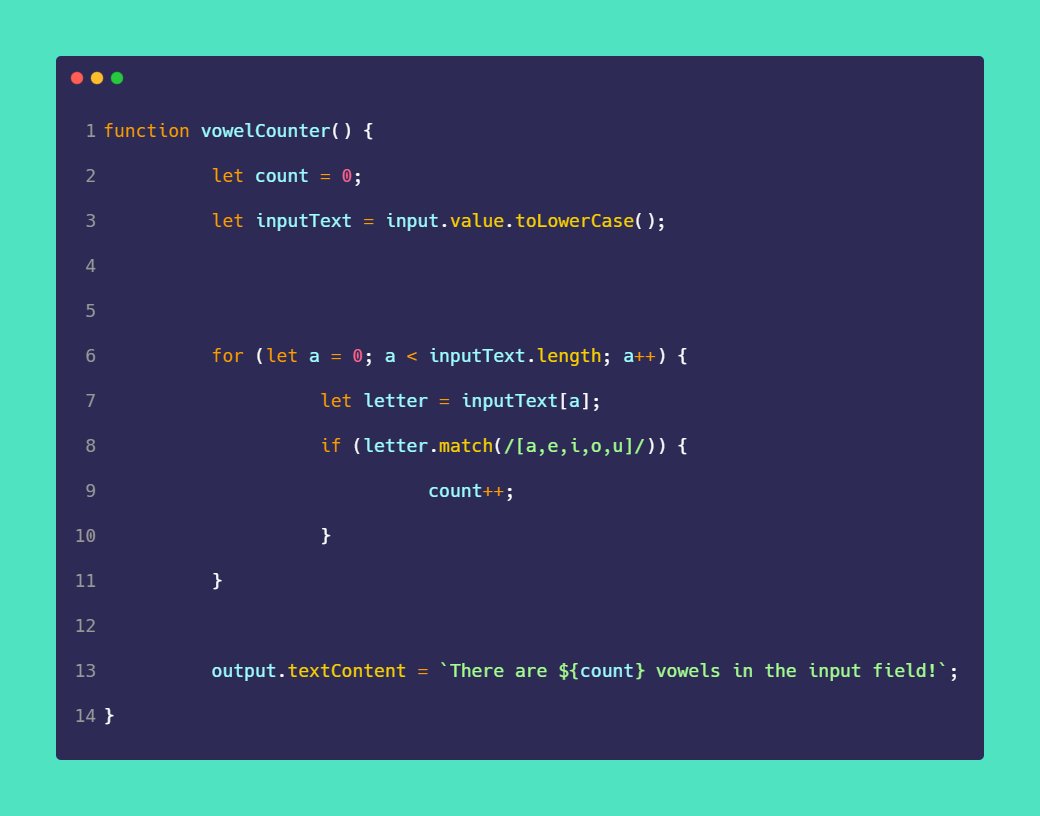 1 function vowelCounter() {
2 let count = 0;
3 let inputText = input.value.toLowerCase();
4
5
6 for (let a = 0; a < inputText.length; a++) {
7 let letter = inputText[a];
8 if (letter.match(/[a,e,i,o,u]/)) {
9 count++;
10 }
11 }
12
13 output.textContent = `There are ${count} vowels in the input field!`;
14 }